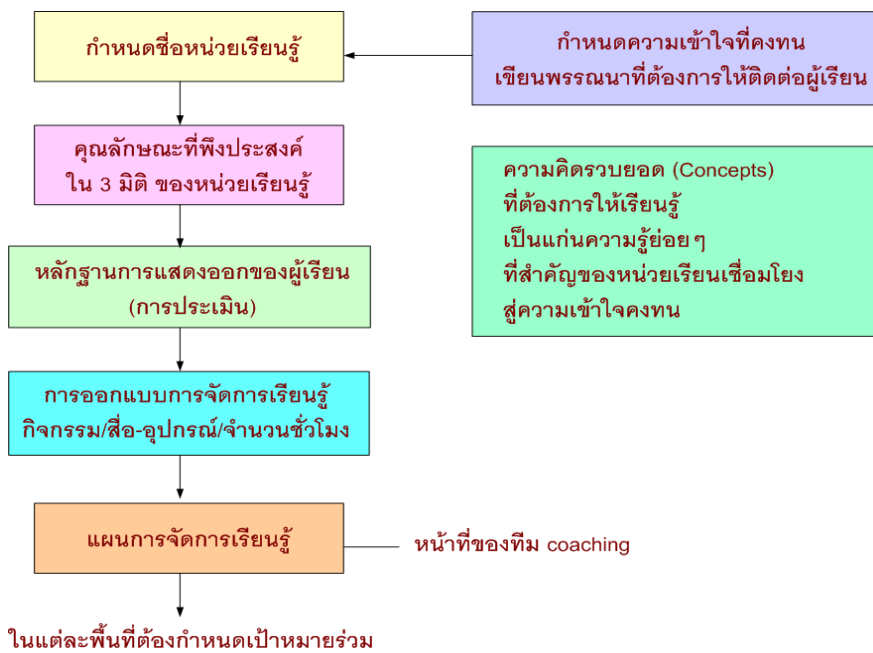 กำหนดชื่อหน่วยเรียนรู้
กำหนดความเข้าใจที่คงทน
เขียนพรรณนาที่ต้องการให้ติดต่อผู้เรียน
คุณลักษณะที่พึงประสงค์
ใน 3 มิติ ของหน่วยเรียนรู้
ความคิดรวบยอด (Concepts)
ที่ต้องการให้เรียนรู้
เป็นแก่นความรู้ย่อยๆ
ที่สำคัญของหน่วยเรียนเชื่อมโยง
สู่ความเข้าใจคงทน
หลักฐานการแสดงออกของผู้เรียน
(การประเมิน)
การออกแบบการจัดการเรียนรู้
กิจกรรม/สื่อ-อุปกรณ์/จำนวนชั่วโมง
แผนการจัดการเรียนรู้
หน้าที่ของทีม coaching
ในแต่ละพื้นที่ต้องกำหนดเป้าหมายร่วม